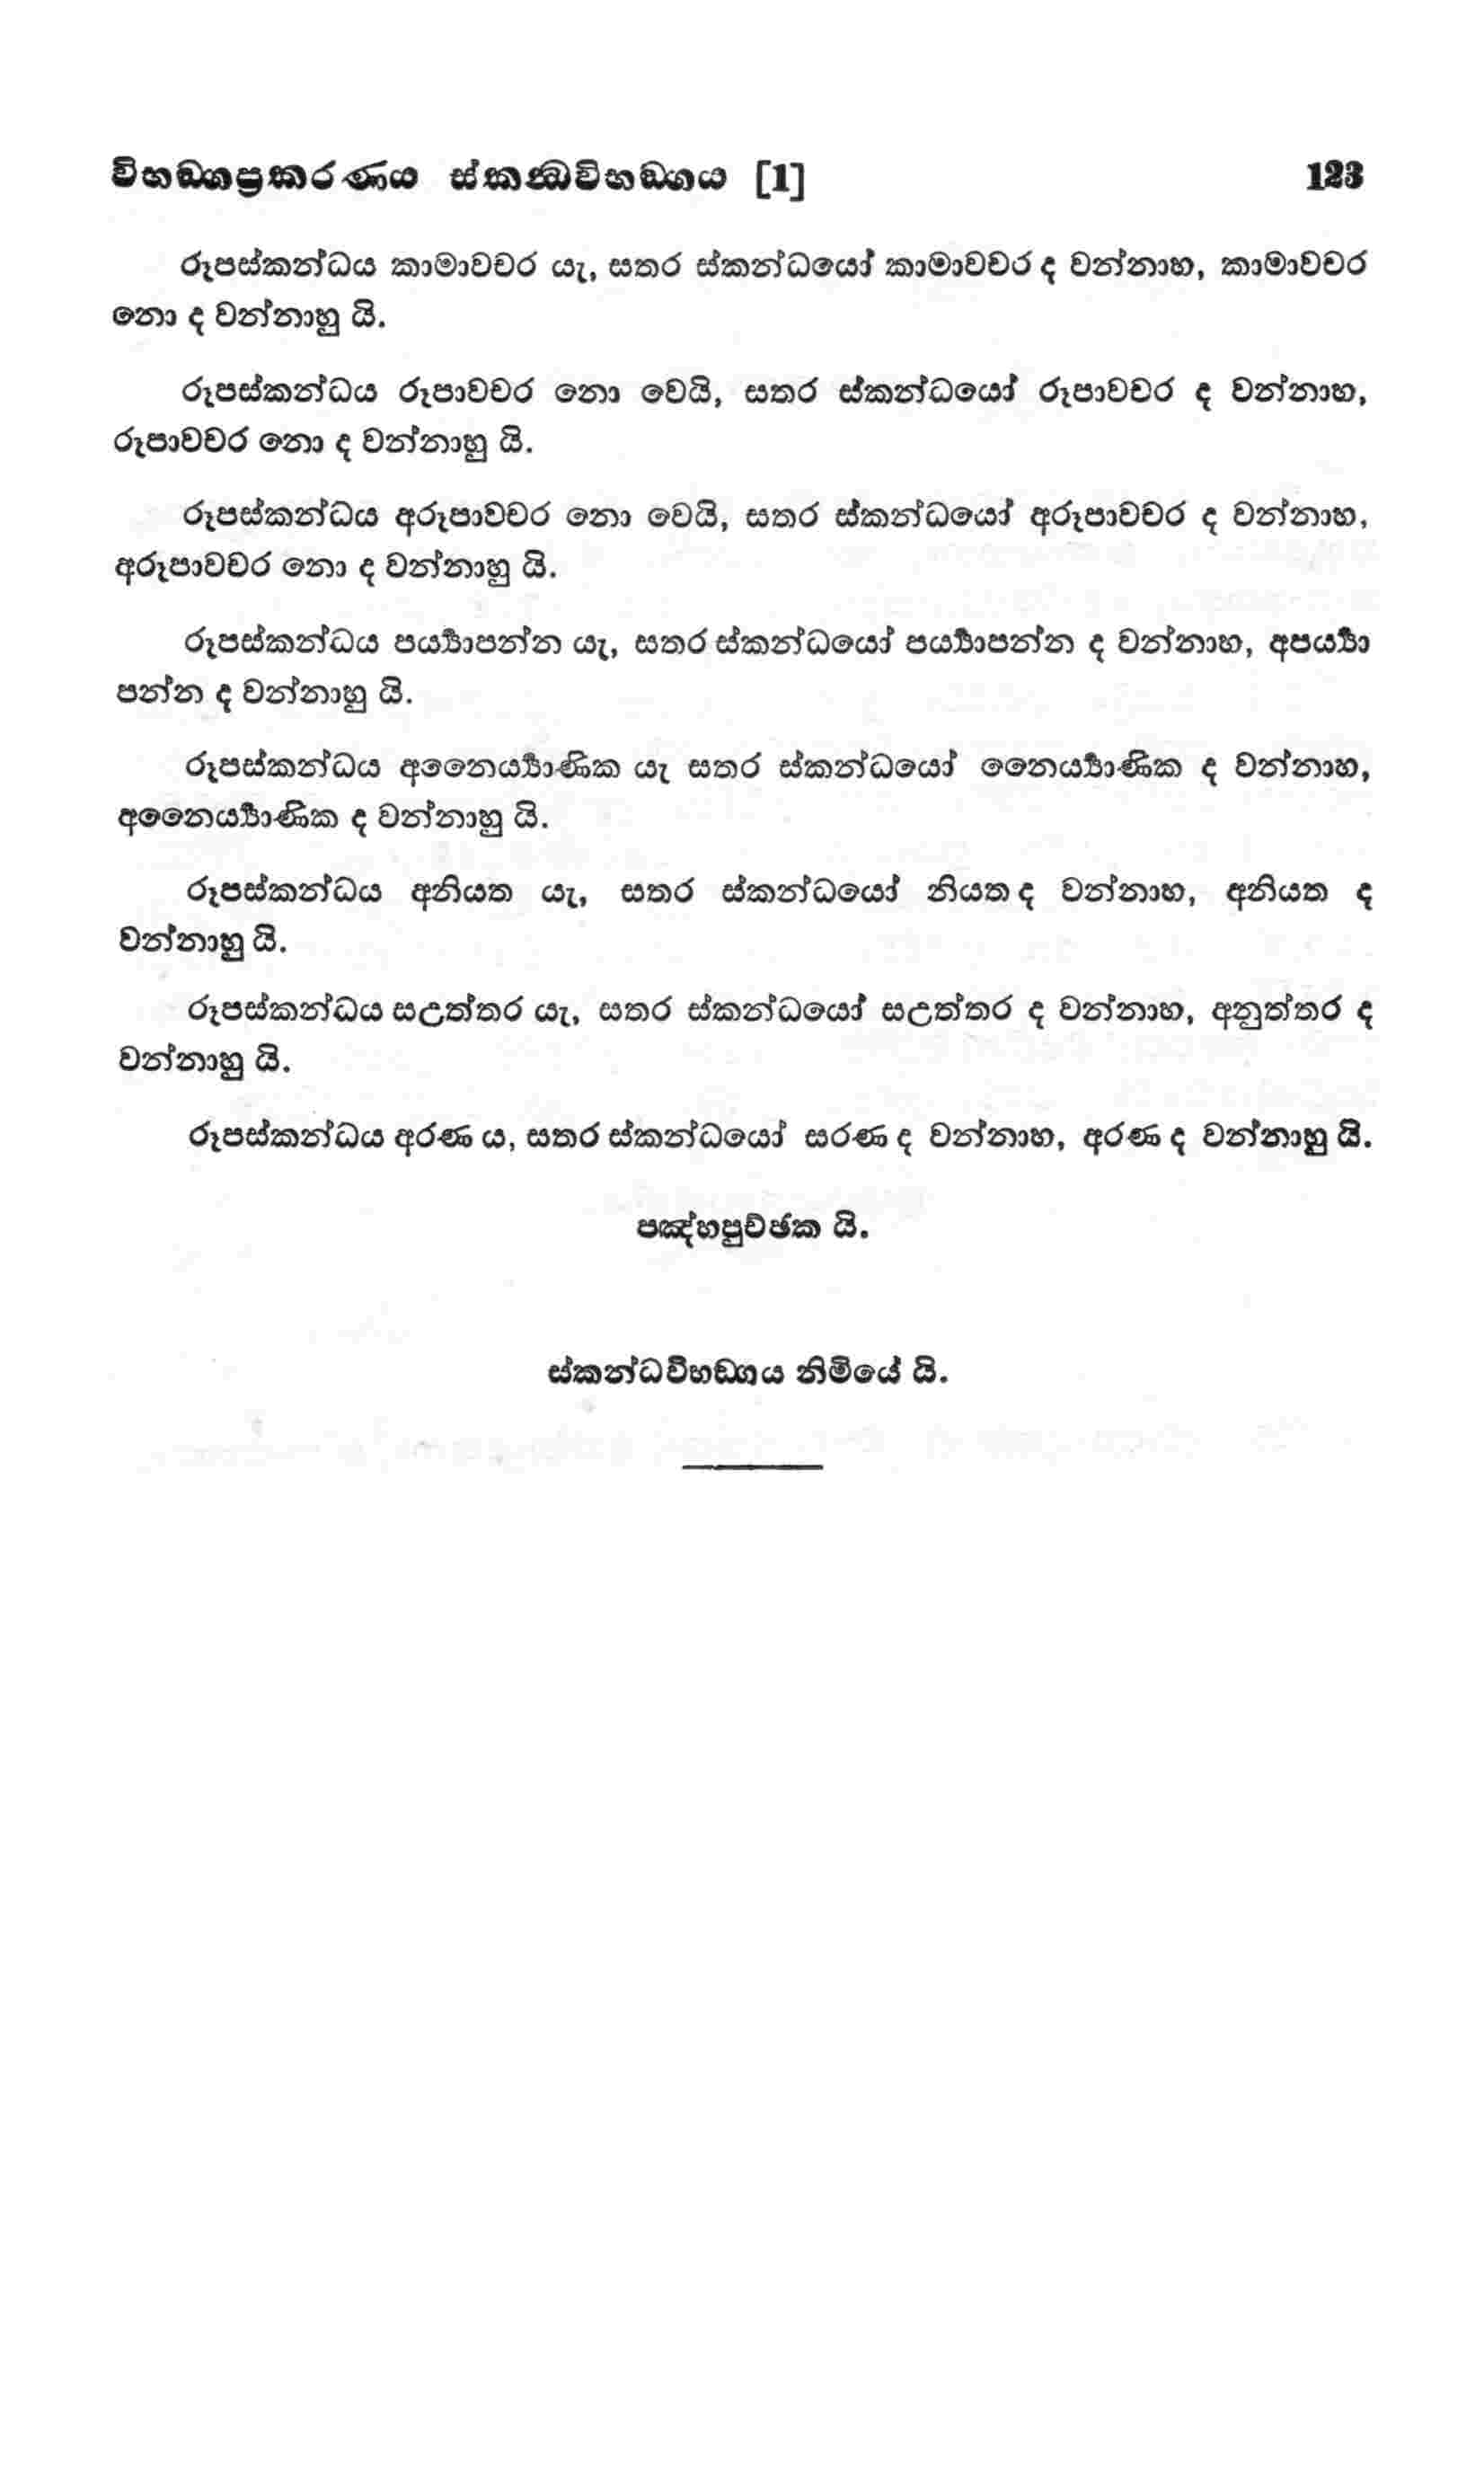 විභඞ්ගප්‍රකරණය ස්කන්‍ධවිභඞ්ගය [1] 123
රූපස්කන්ධය කාමාවචර යැ, සතර ස්කන්ධයෝ කාමාවචර ද වන්නාහ, කාමාවචර
නො ද වන්නාහු යි.
රූපස්කන්ධය රූපාවචර නො වෙයි, සතර ස්කන්ධයෝ රූපාවචර ද වන්නාහ,
රූපාවචර නො ද වන්නාහු යි.
රූපස්කන්ධය අරූපාවචර නො වෙයි, සතර ස්කන්ධයෝ අරූපාවචර ද වන්නාහ,
අරූපාවචර නො ද වන්නාහු යි.
රූපස්කන්ධය පර්‍ය්‍යාපන්න යැ, සතර ස්කන්ධයෝ පර්‍ය්‍යාපන්න ද වන්නාහ, අපර්‍ය්‍යා
පන්න ද වන්නාහු යි.
රූපස්කන්ධය අනෛර්‍ය්‍යාණික යැ සතර ස්කන්ධයෝ නෛර්‍ය්‍යාණික ද වන්නාහ,
අනෛර්‍ය්‍යාණික ද වන්නාහු යි.
රූපස්කන්ධය අනියත යැ, සතර ස්කන්ධයෝ නියත ද වන්නාහ, අනියත ද
වන්නාහු යි.
රූපස්කන්ධය සඋත්තර යැ, සතර ස්කන්ධයෝ සඋත්තර ද වන්නාහ, අනුත්තර ද
වන්නාහු යි.
රූපස්කන්ධය අරණ ය, සතර ස්කන්ධයෝ සරණ ද වන්නාහ, අරණ ද වන්නාහු යි.
පඤ්හපුච්ඡක යි.
ස්කන්ධවිභඞ්ගය නිමියේ යි.